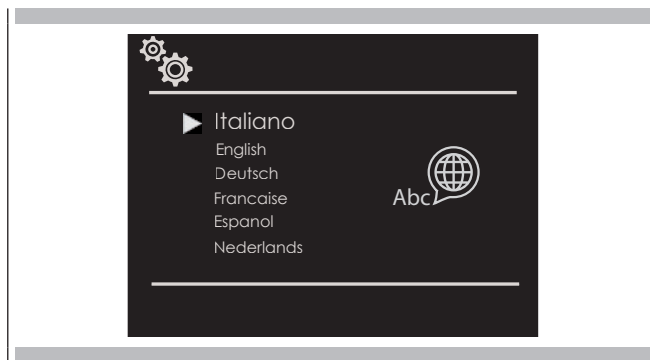 Italiano
English
Deutsch
Francaise
Abc
Espanol
Nederlands